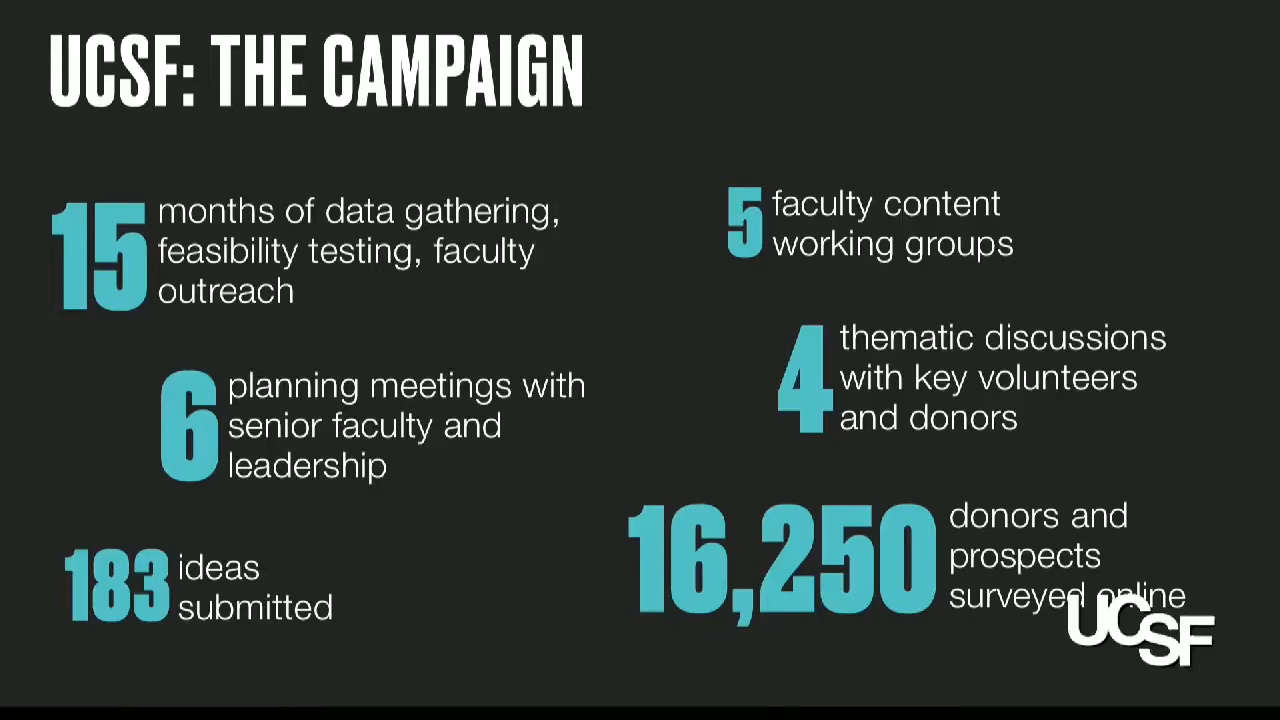 UCSF: THE CAMPAIGN
15 months of data gathering,
feasibility testing, faculty
outreach
6 planning meetings with
senior faculty and
leadership
183 ideas
submitted
5 faculty content
working groups
4 thematic discussions
with key volunteers
and donors
16,250 donors and
prospects
surveyed online
UCSF